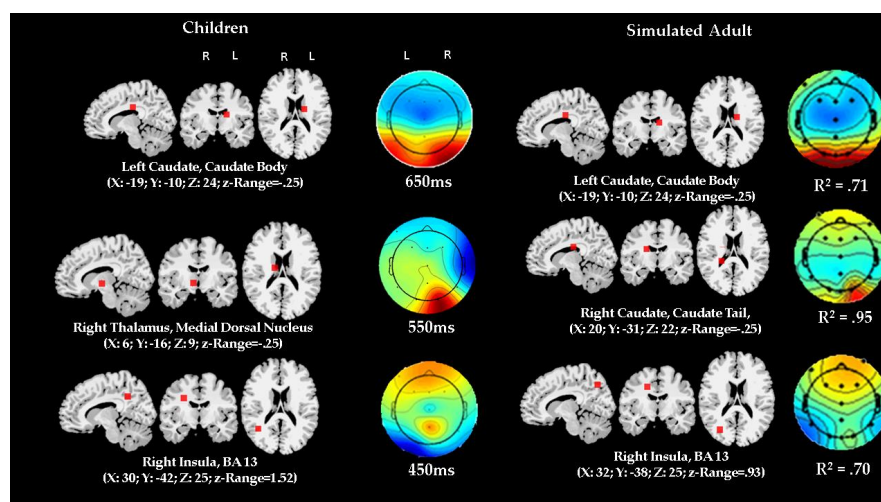 Children
Simulated Adult
R L R L L R
Left Caudate, Caudate Body
(X: -19; Y: -10; Z: 24; z-Range=-.25)
650ms
Left Caudate, Caudate Body
(X: -19; Y: -10; Z: 24; z-Range=-.25)
R² = .71
Right Thalamus, Medial Dorsal Nucleus
(X: 6; Y: -16; Z: 9; z-Range=-.25)
550ms
Right Caudate, Caudate Tail,
(X: 20; Y: -31; Z: 22; z-Range=-.25)
R² = .95
Right Insula, BA 13
(X: 30; Y: -42; Z: 25; z-Range=1.52)
450ms
Right Insula, BA 13
(X: 32; Y: -38; Z: 25; z-Range=.93)
R² = .70